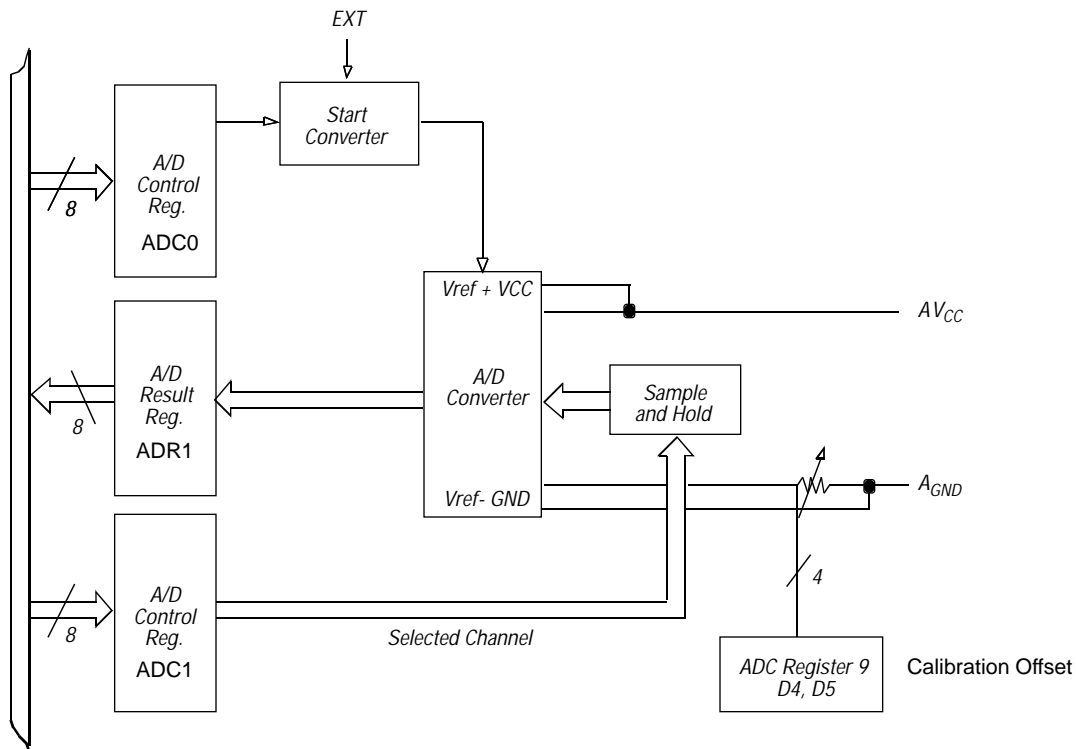 EXT
Start
Converter
A/D
Control
Reg.
ADC0
8
Vref + VCC
AVCC
A/D
Converter
Sample
and Hold
A/D
Result
Reg.
ADR1
8
Vref- GND
AGND
4
A/D
Control
Reg.
ADC1
8
Selected Channel
ADC Register 9
D4, D5
Calibration Offset